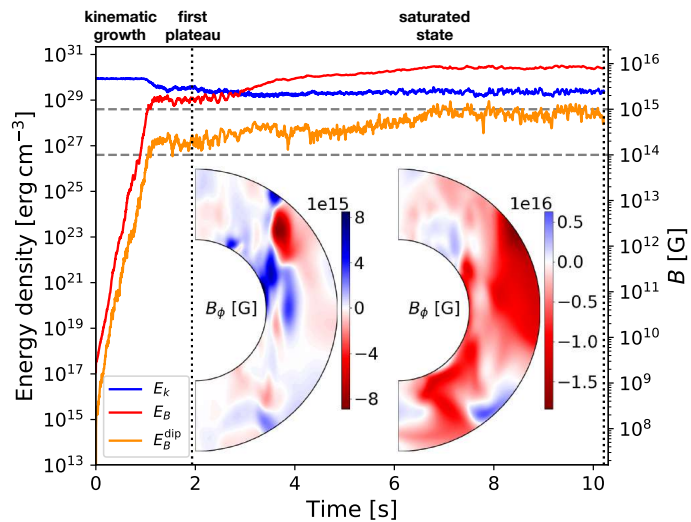 kinematic growth
first plateau
saturated state
10^31
10^29
10^27
10^25
10^23
10^21
10^19
10^17
10^15
10^13
Energy density [erg cm^−3]
10^16
10^15
10^14
10^13
10^12
10^11
10^10
10^9
10^8
B [G]
1e15
8
4
0
−4
−8
B_ϕ [G]
1e16
0.5
0.0
−0.5
−1.0
−1.5
B_ϕ [G]
E_k
E_B
E_B^dip
0
2
4
6
8
10
Time [s]